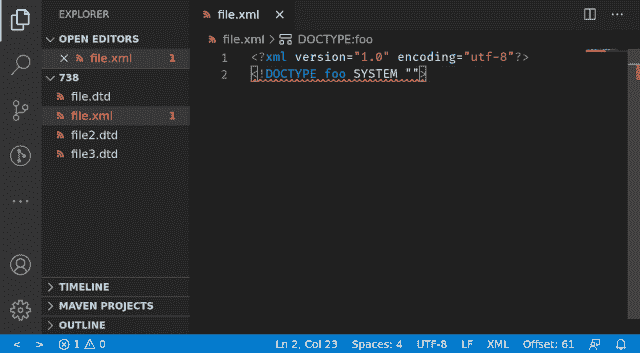 EXPLORER
OPEN EDITORS
file.xml 1
738
file.dtd
file.xml 1
file2.dtd
file3.dtd
TIMELINE
MAVEN PROJECTS
OUTLINE
file.xml
file.xml > DOCTYPE:foo
1 <?xml version="1.0" encoding="utf-8"?>
2 <!DOCTYPE foo SYSTEM "">
< > 1 0 Ln 2, Col 23 Spaces: 4 UTF-8 LF XML Offset: 61